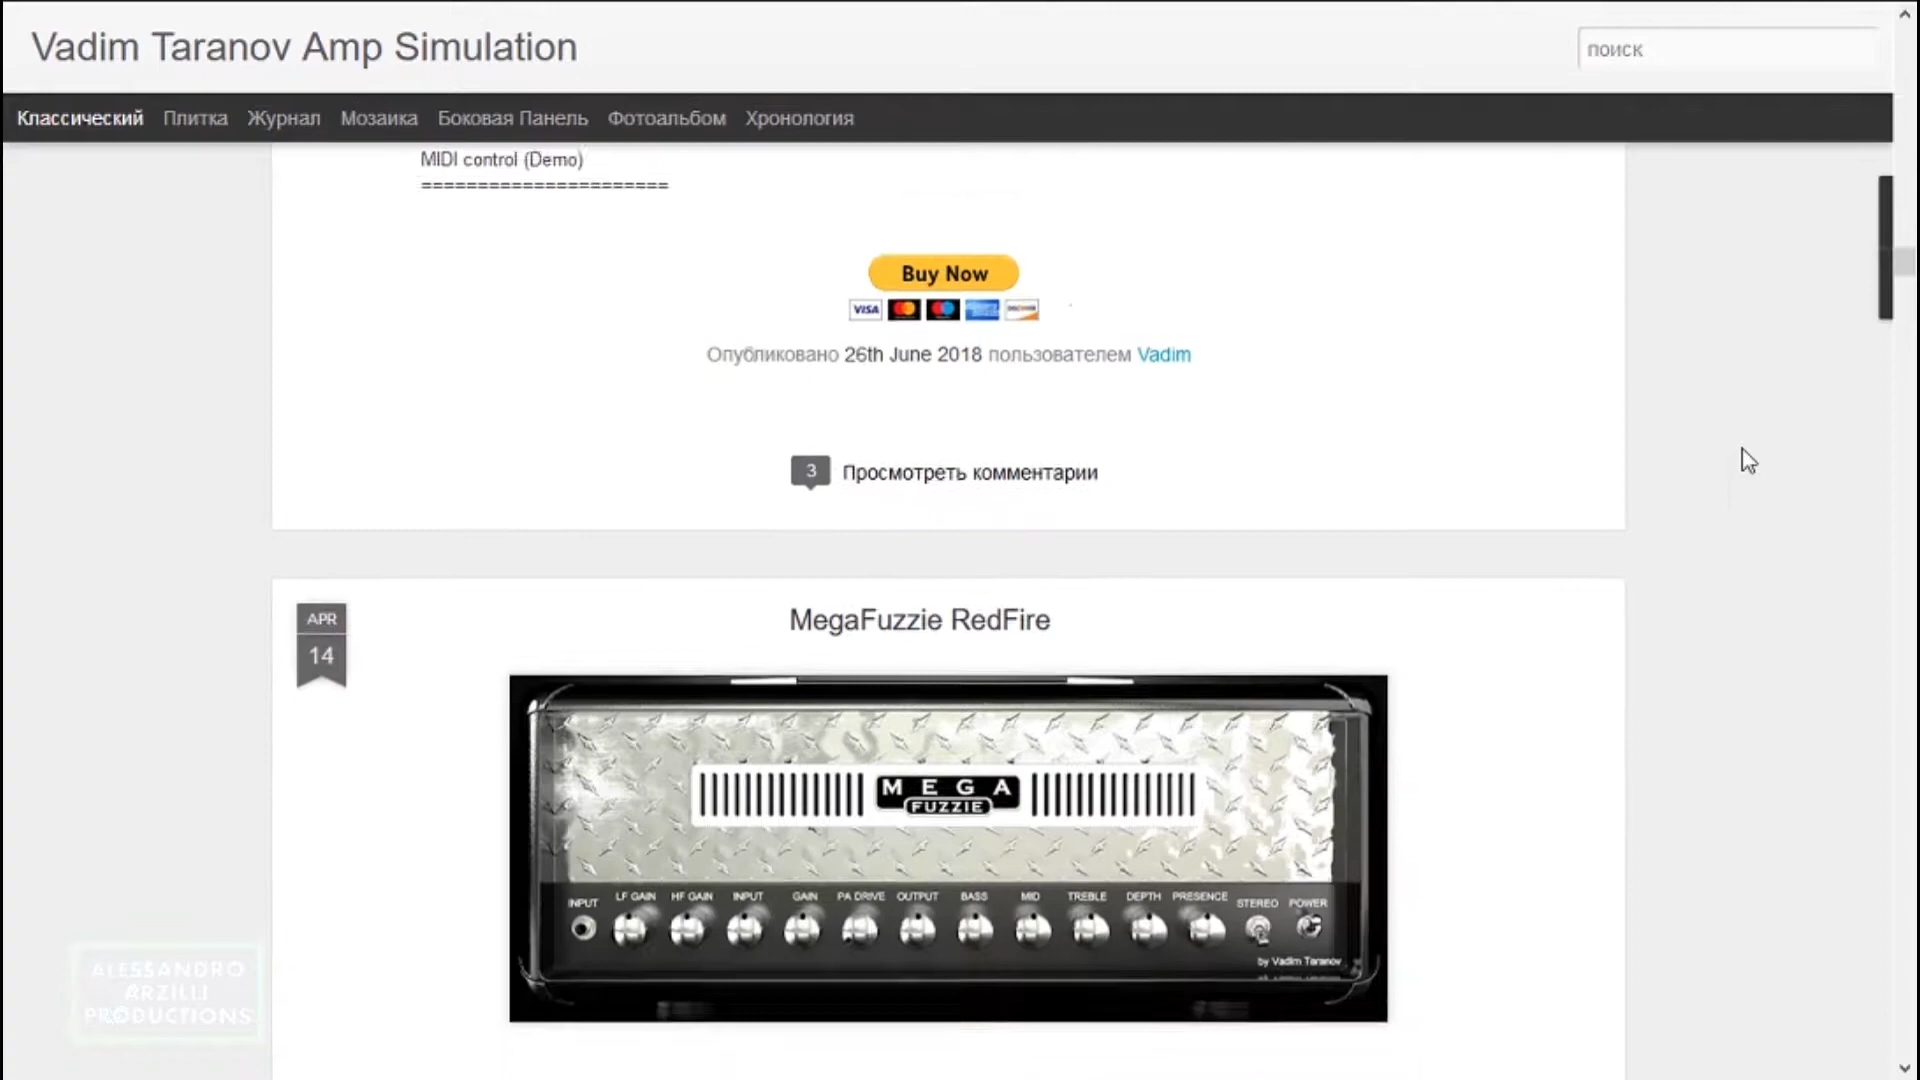 Vadim Taranov Amp Simulation
поиск
Классический Плитка Журнал Мозаика Боковая Панель Фотоальбом Хронология
MIDI control (Demo)
======================
Buy Now
VISA DISCOVER
Опубликовано 26th June 2018 пользователем Vadim
3 Просмотреть комментарии
APR
14
MegaFuzzie RedFire
MEGA
FUZZIE
INPUT LF GAIN HF GAIN INPUT GAIN PA DRIVE OUTPUT BASS MID TREBLE DEPTH PRESENCE STEREO POWER
by Vadim Taranov
ALESSANDRO
ARZILLI
PRODUCTIONS